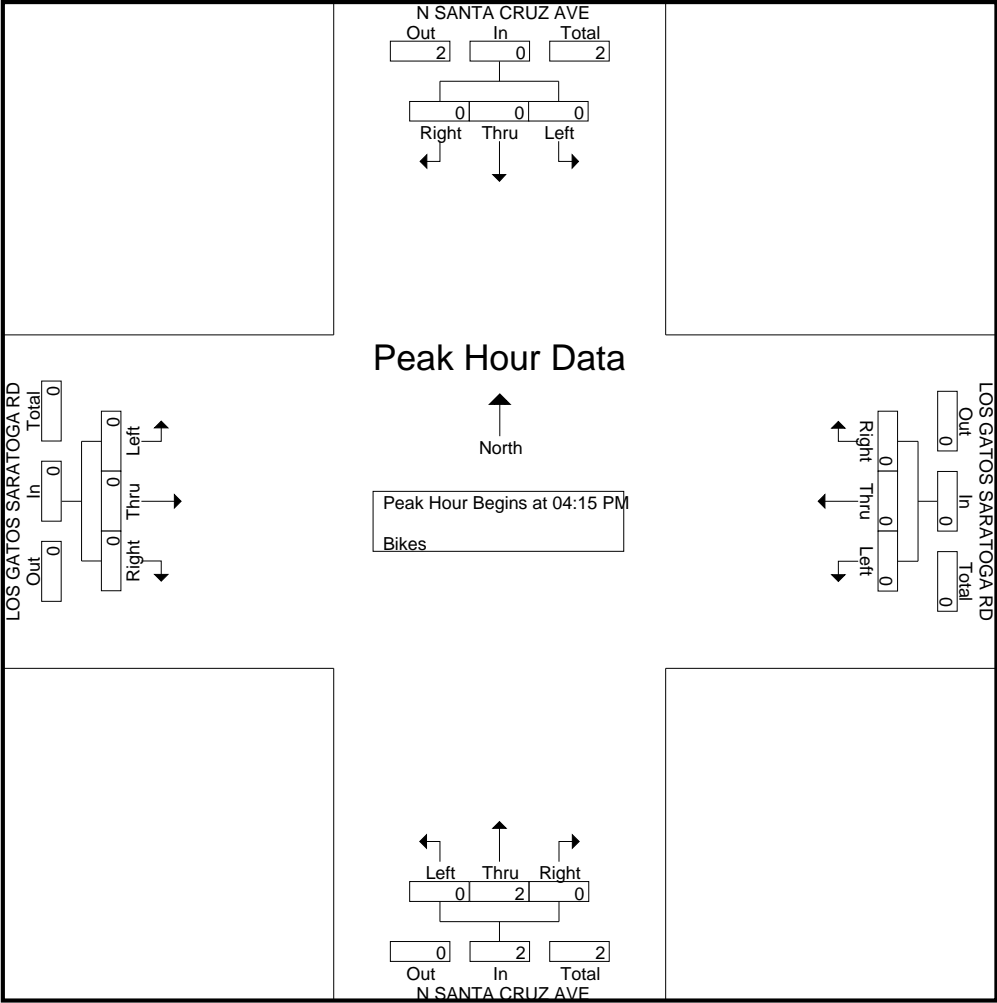 N SANTA CRUZ AVE
Out In Total
2 0 2
0 0 0
Right Thru Left
Peak Hour Data
North
Peak Hour Begins at 04:15 PM
Bikes
LOS GATOS SARATOGA RD
Total In Out
0 0 0
0 0 0
Left Thru Right
LOS GATOS SARATOGA RD
Out In Total
0 0 0
0 0 0
Right Thru Left
Left Thru Right
0 2 0
0 2 2
Out In Total
N SANTA CRUZ AVE